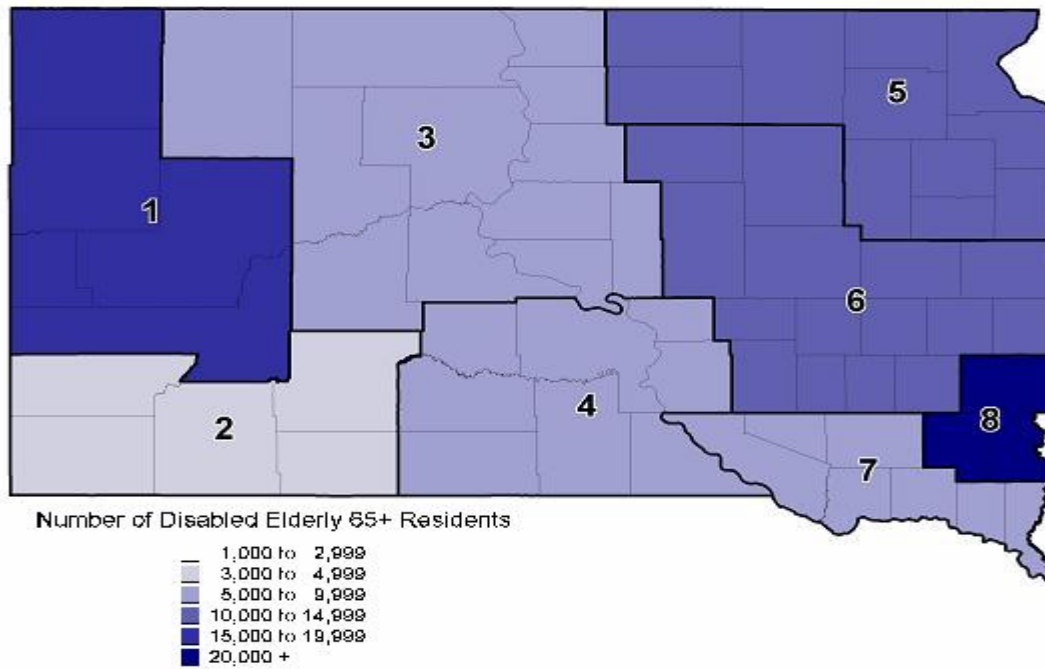 5
3
1
6
2
4
8
7
Number of Disabled Elderly 65+ Residents
1,000 to 2,999
3,000 to 4,999
5,000 to 9,999
10,000 to 14,999
15,000 to 19,999
20,000 +